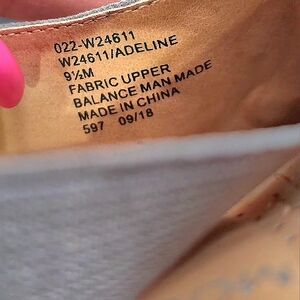 022-W24611
W24611/ADELINE
9½M
FABRIC UPPER
BALANCE MAN MADE
MADE IN CHINA
597 09/18